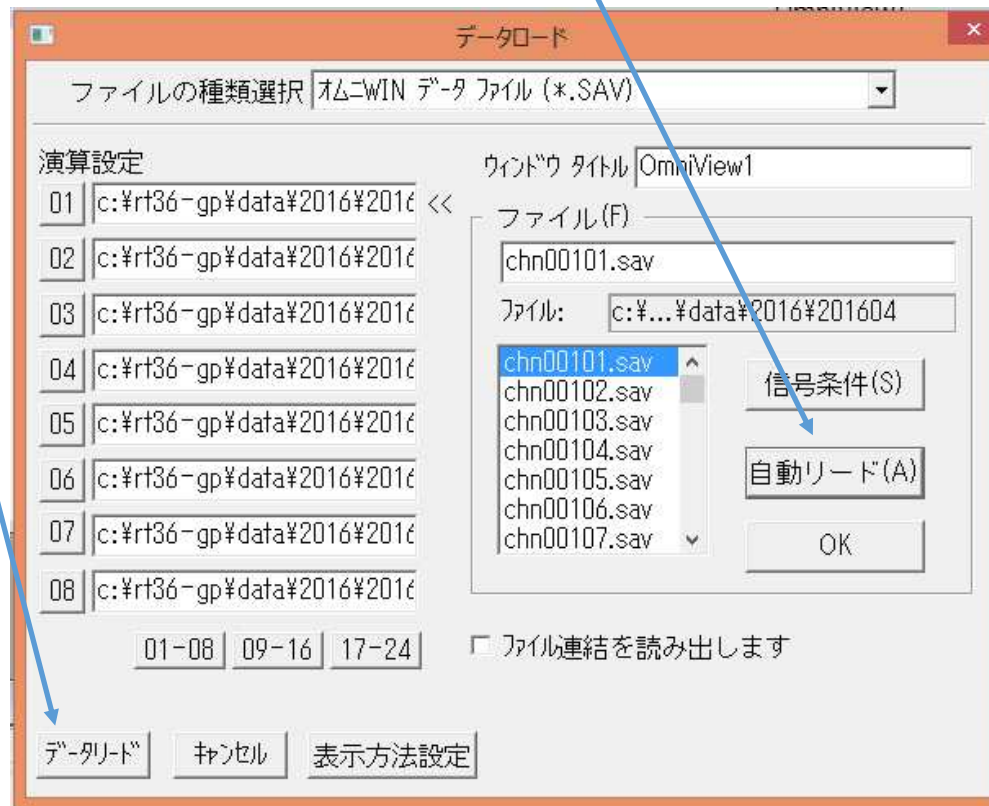 データロード
ファイルの種類選択 オムニWIN データ ファイル (*.SAV)
演算設定
ウィンドウ タイトル OmniView1
01 c:¥rt36-gp¥data¥2016¥2016 <<
02 c:¥rt36-gp¥data¥2016¥2016
03 c:¥rt36-gp¥data¥2016¥2016
04 c:¥rt36-gp¥data¥2016¥2016
05 c:¥rt36-gp¥data¥2016¥2016
06 c:¥rt36-gp¥data¥2016¥2016
07 c:¥rt36-gp¥data¥2016¥2016
08 c:¥rt36-gp¥data¥2016¥2016
01-08 09-16 17-24
ファイル(F)
chn00101.sav
ファイル: c:¥...¥data¥2016¥201604
chn00101.sav
chn00102.sav
chn00103.sav
chn00104.sav
chn00105.sav
chn00106.sav
chn00107.sav
信号条件(S)
自動リード(A)
OK
ファイル連結を読み出します
データリード キャンセル 表示方法設定